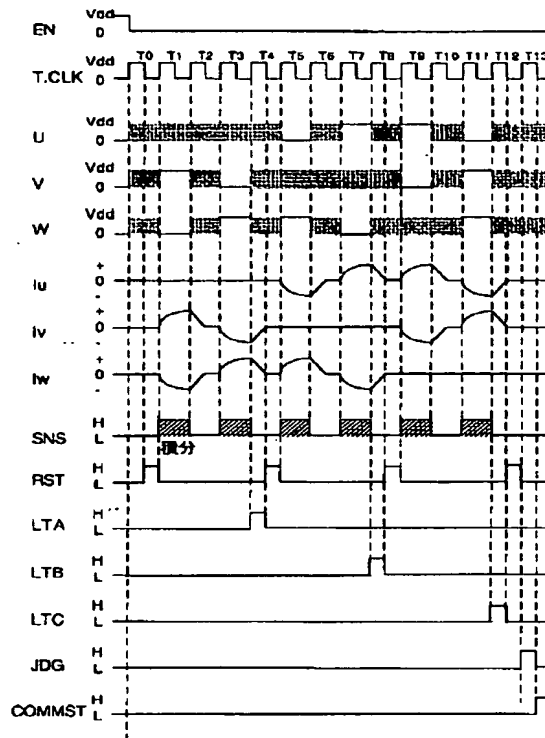 Vdd
EN 0
T0 T1 T2 T3 T4 T5 T6 T7 T8 T9 T10 T11 T12 T13
Vdd
T.CLK 0
Vdd
U 0
Vdd
V 0
Vdd
W 0
+
Iu 0
-
+
Iv 0
-
+
Iw 0
-
H
SNS L
積分
H
RST L
H
LTA L
H
LTB L
H
LTC L
H
JDG L
H
COMMST L